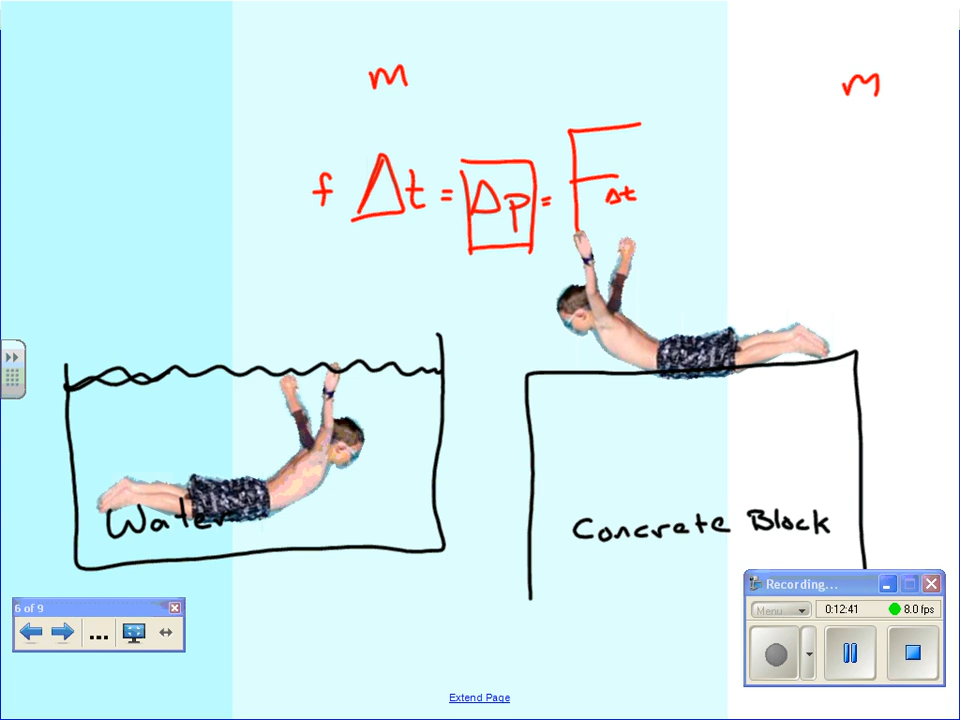 m
m
f Δt = Δp = F Δt
Water
Concrete Block
Recording...
Menu
0:12:41
8.0 fps
6 of 9
...
Extend Page